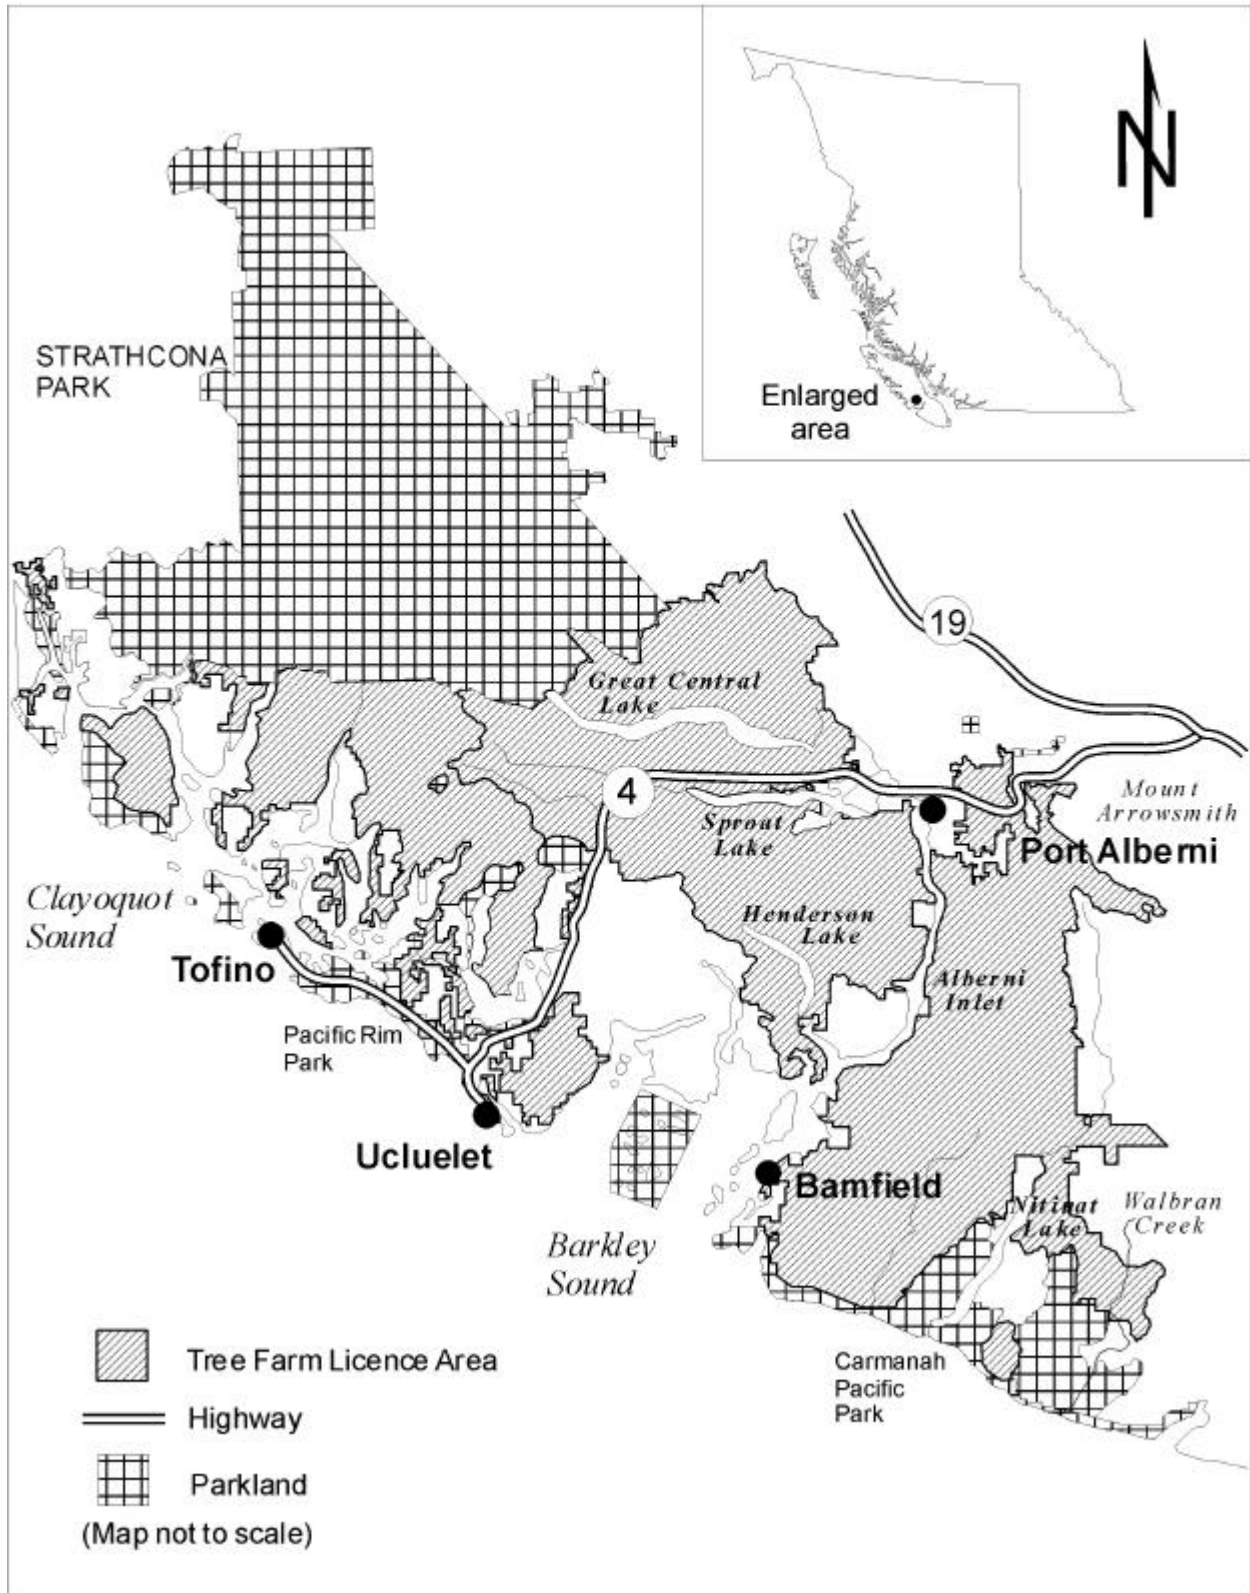 N
Enlarged
area
STRATHCONA
PARK
19
Great Central
Lake
4
Mount
Arrowsmith
Sproat
Lake
Port Alberni
Clayoquot
Sound
Henderson
Lake
Tofino
Alberni
Inlet
Pacific Rim
Park
Ucluelet
Bamfield
Nitinat
Lake
Walbran
Creek
Barkley
Sound
Carmanah
Pacific
Park
Tree Farm Licence Area
Highway
Parkland
(Map not to scale)